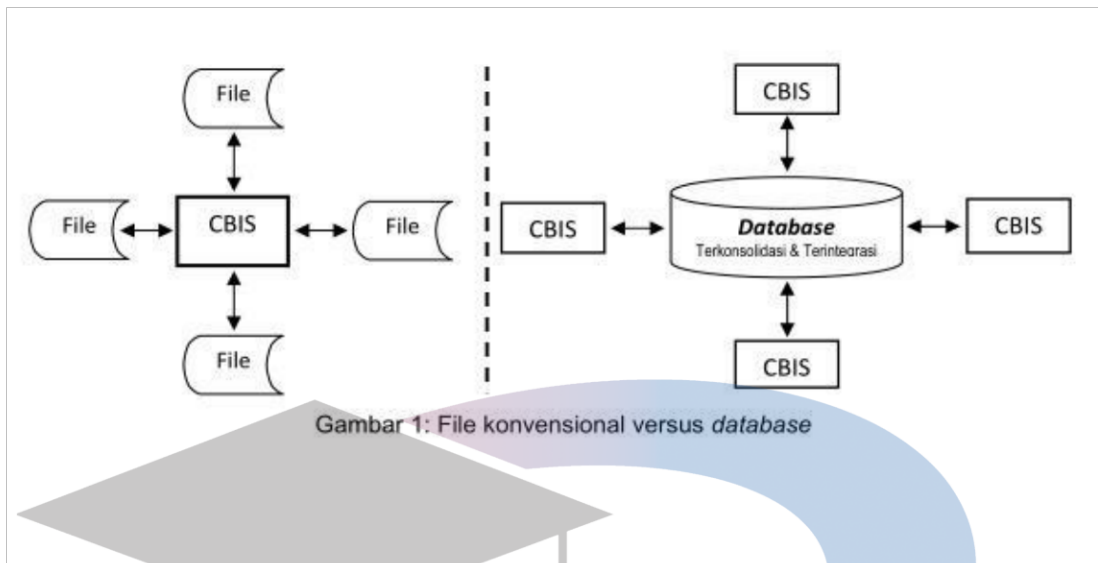 File
File
CBIS
File
File
CBIS
CBIS
Database
Terkonsolidasi & Terintegrasi
CBIS
CBIS
Gambar 1: File konvensional versus database